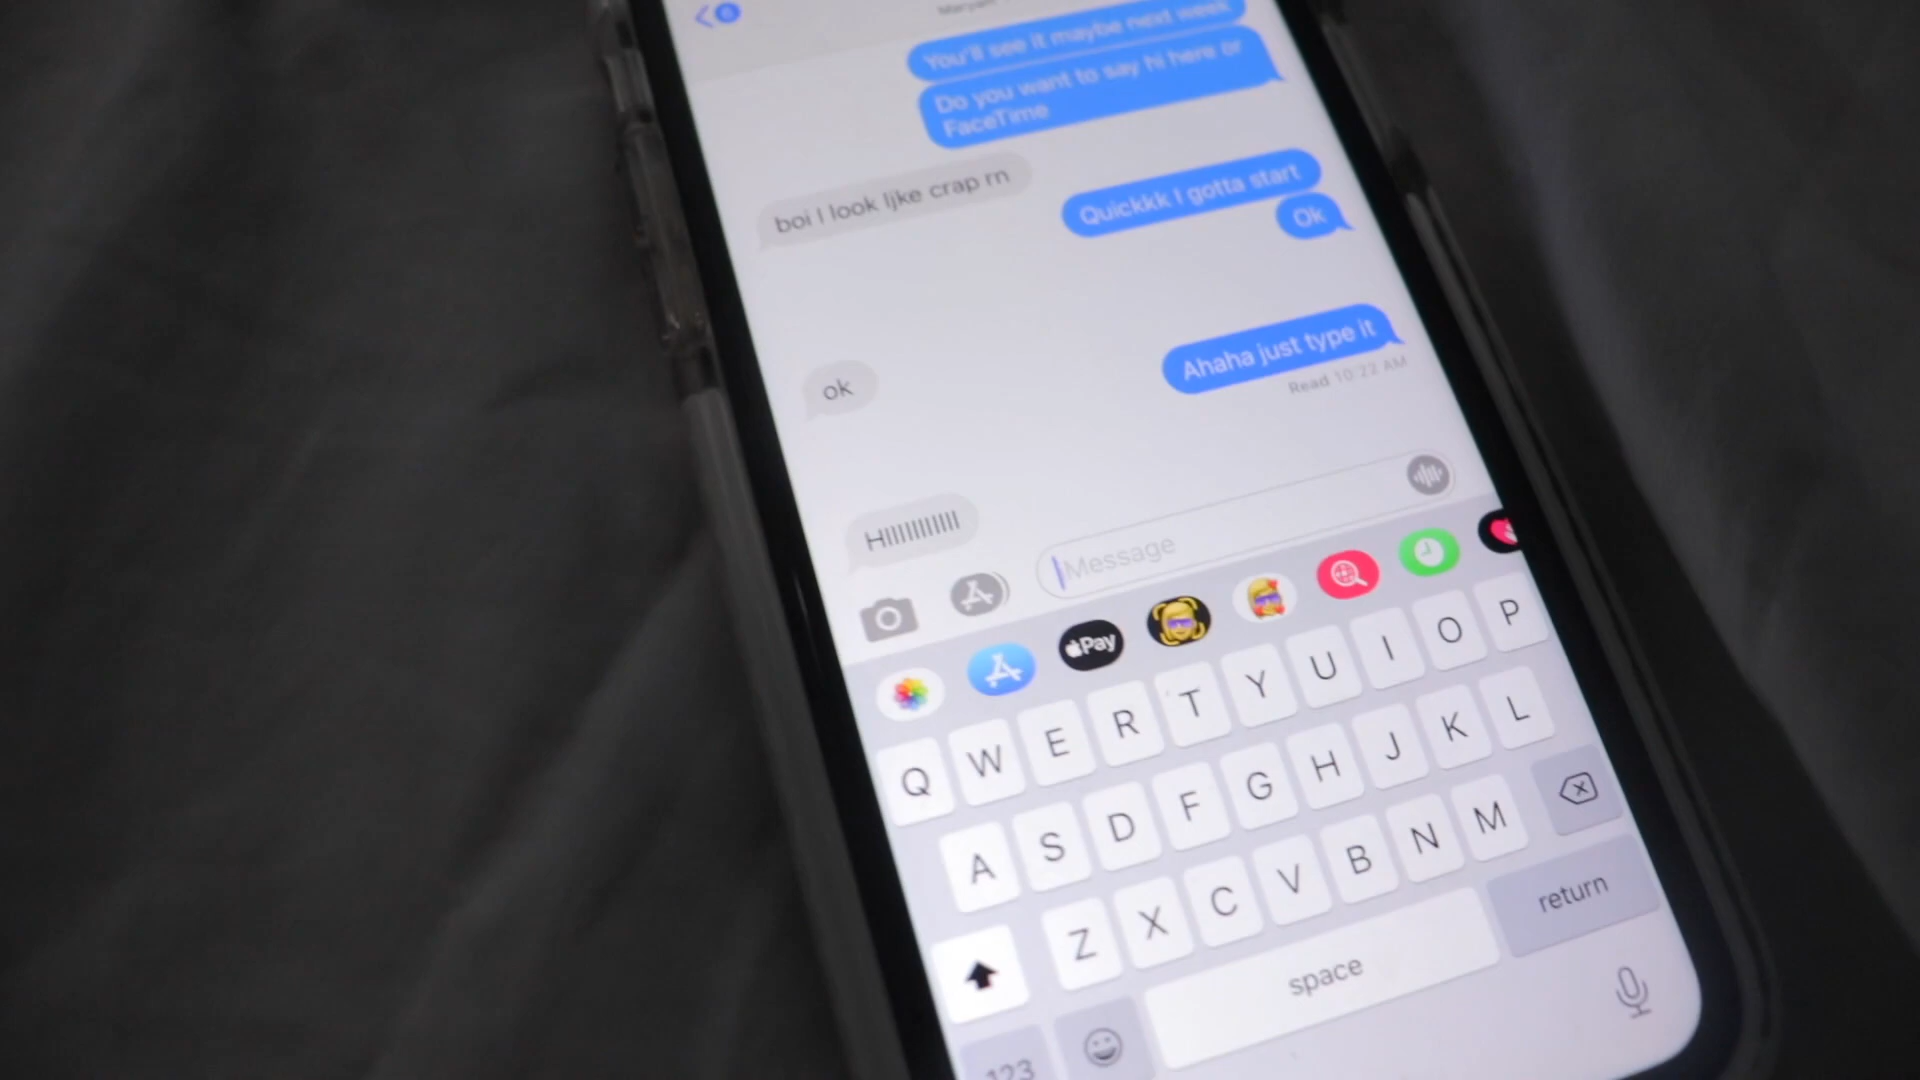 Maryam
You'll see it maybe next week
Do you want to say hi here or
FaceTime
boi I look ljke crap rn
Quickkk I gotta start
Ok
ok
Ahaha just type it
Read 10:22 AM
HIIIIIIIIIII
Message
Pay
Q W E R T Y U I O P
A S D F G H J K L
Z X C V B N M
123
space
return